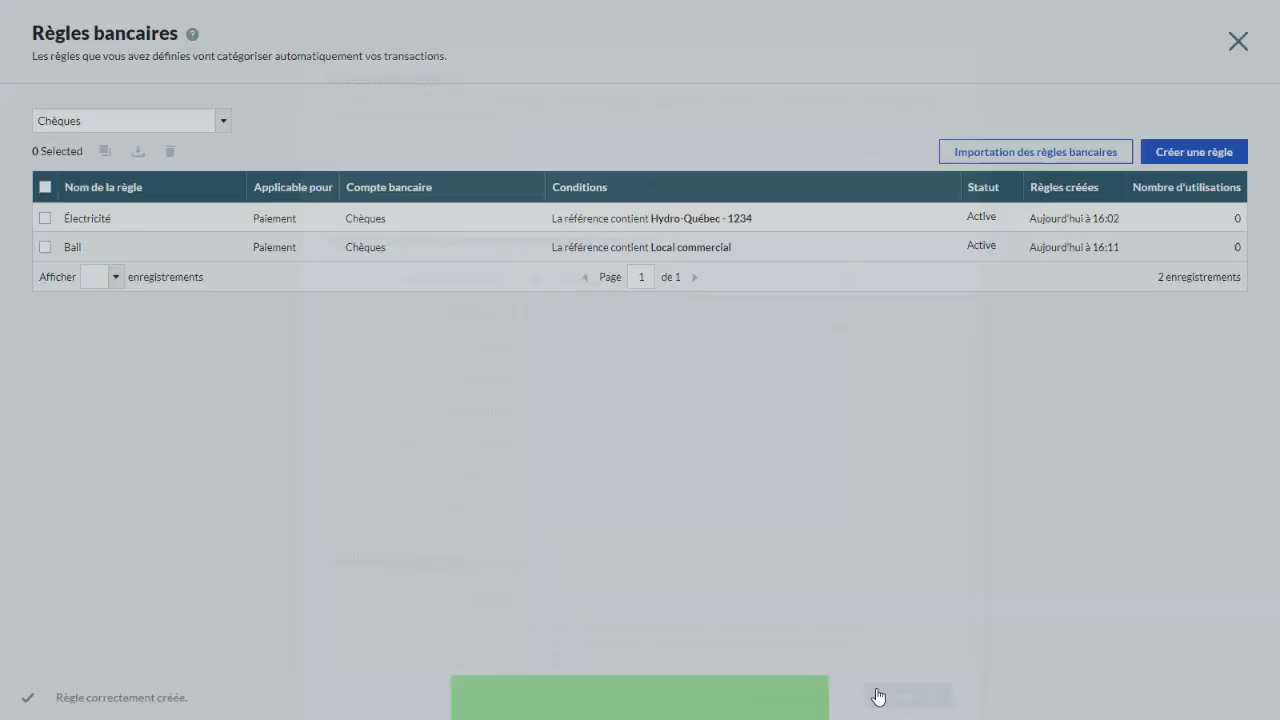 Règles bancaires ?
Les règles que vous avez définies vont catégoriser automatiquement vos transactions.
Chèques
0 Selected
Importation des règles bancaires
Créer une règle
Nom de la règle Applicable pour Compte bancaire Conditions Statut Règles créées Nombre d'utilisations
Électricité Paiement Chèques La référence contient Hydro-Québec - 1234 Active Aujourd'hui à 16:02 0
Ball Paiement Chèques La référence contient Local commercial Active Aujourd'hui à 16:11 0
Afficher enregistrements Page 1 de 1 2 enregistrements
Règle correctement créée.